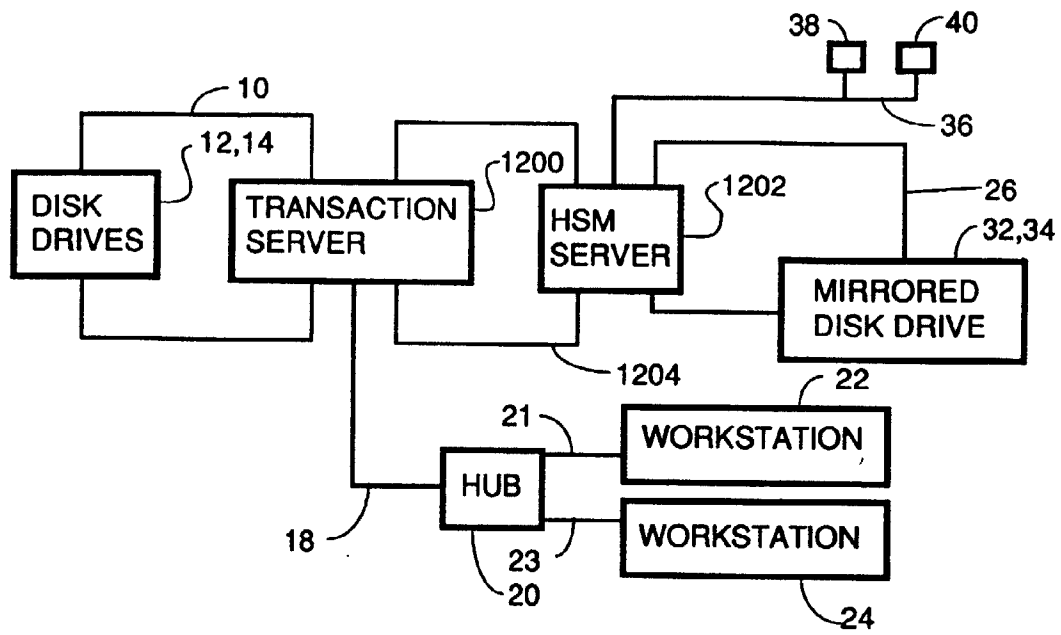 38
40
10
36
12,14
1200
1202
26
DISK
DRIVES
TRANSACTION
SERVER
HSM
SERVER
32,34
MIRRORED
DISK DRIVE
1204
22
21
WORKSTATION
HUB
18
23
WORKSTATION
20
24